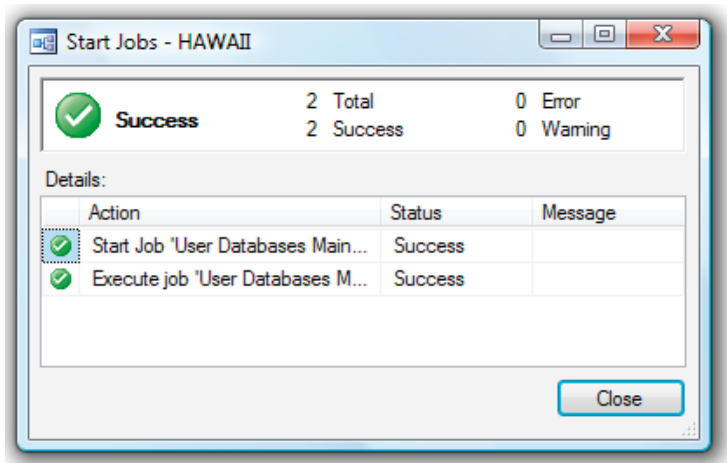 Start Jobs - HAWAII
Success 2 Total 0 Error
2 Success 0 Warning
Details:
Action Status Message
Start Job 'User Databases Main... Success
Execute job 'User Databases M... Success
Close